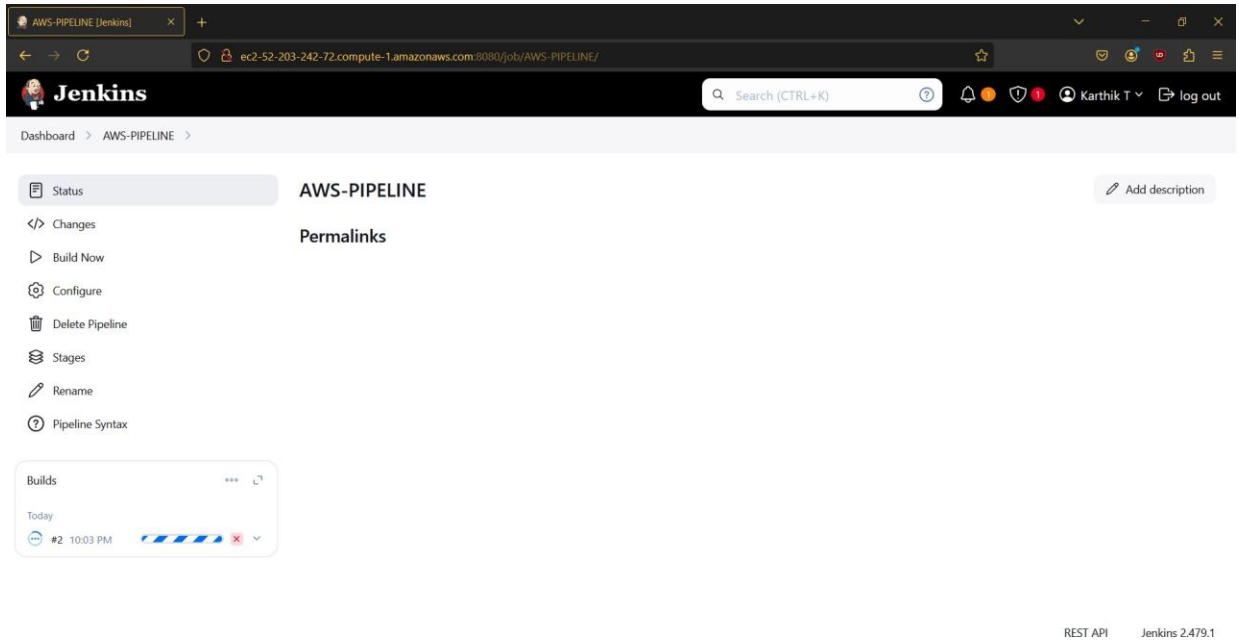 AWS-PIPELINE [Jenkins]
ec2-52-203-242-72.compute-1.amazonaws.com:8080/job/AWS-PIPELINE/
Jenkins
Search (CTRL+K)
1
1
Karthik T
log out
Dashboard > AWS-PIPELINE >
Status
AWS-PIPELINE
Add description
Changes
Permalinks
Build Now
Configure
Delete Pipeline
Stages
Rename
Pipeline Syntax
Builds
Today
#2 10:03 PM
REST API Jenkins 2.479.1